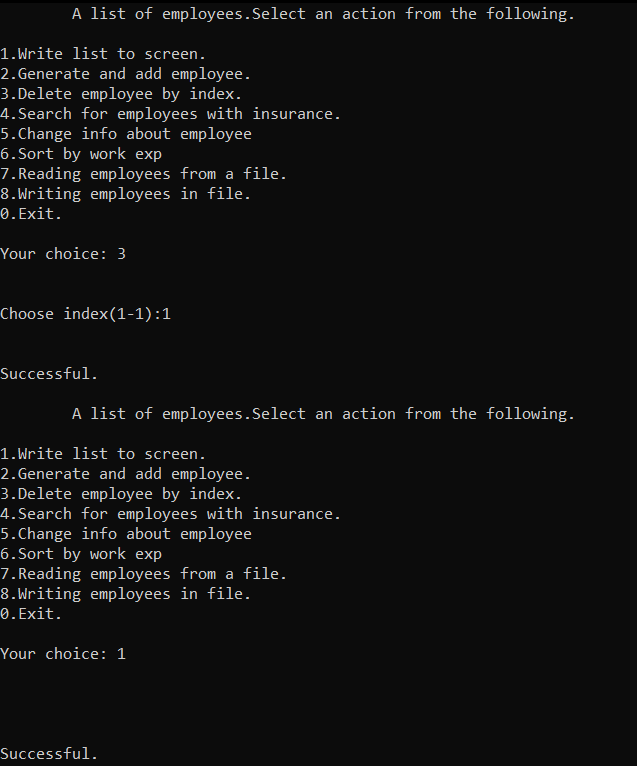 A list of employees.Select an action from the following.
1.Write list to screen.
2.Generate and add employee.
3.Delete employee by index.
4.Search for employees with insurance.
5.Change info about employee
6.Sort by work exp
7.Reading employees from a file.
8.Writing employees in file.
0.Exit.
Your choice: 3
Choose index(1-1):1
Successful.
A list of employees.Select an action from the following.
1.Write list to screen.
2.Generate and add employee.
3.Delete employee by index.
4.Search for employees with insurance.
5.Change info about employee
6.Sort by work exp
7.Reading employees from a file.
8.Writing employees in file.
0.Exit.
Your choice: 1
Successful.